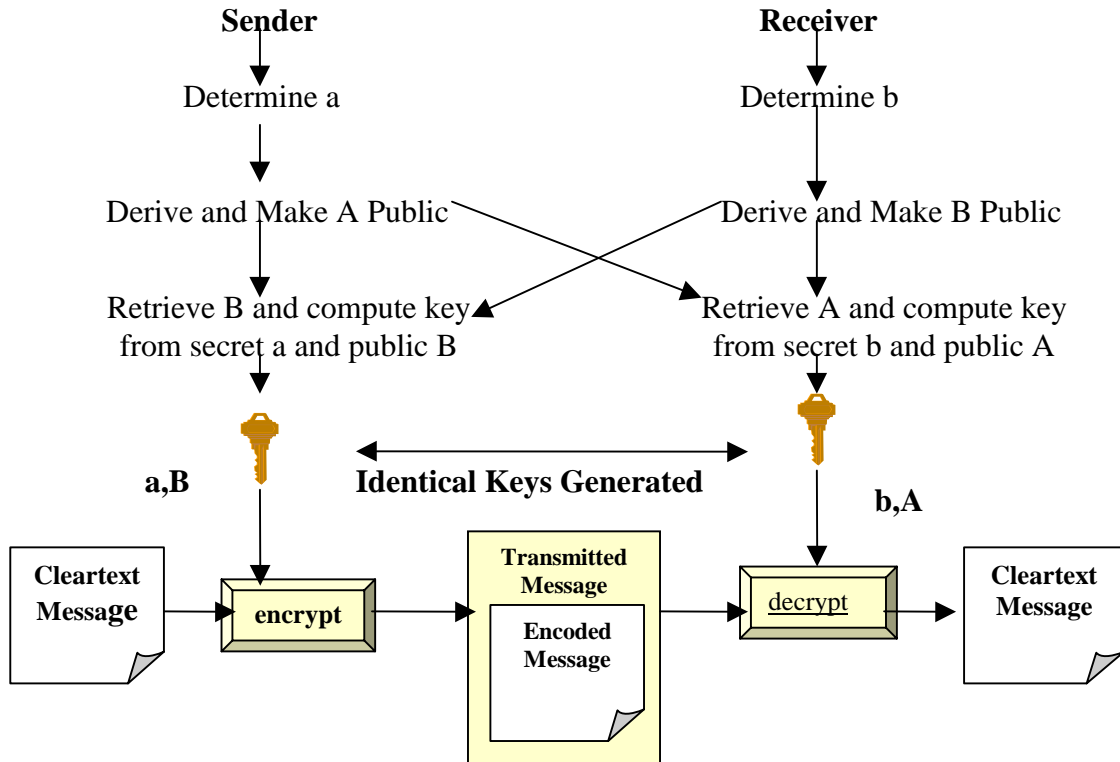 Sender
Receiver
Determine a
Determine b
Derive and Make A Public
Derive and Make B Public
Retrieve B and compute key
from secret a and public B
Retrieve A and compute key
from secret b and public A
a,B
Identical Keys Generated
b,A
Cleartext
Message
encrypt
Transmitted
Message
Encoded
Message
decrypt
Cleartext
Message